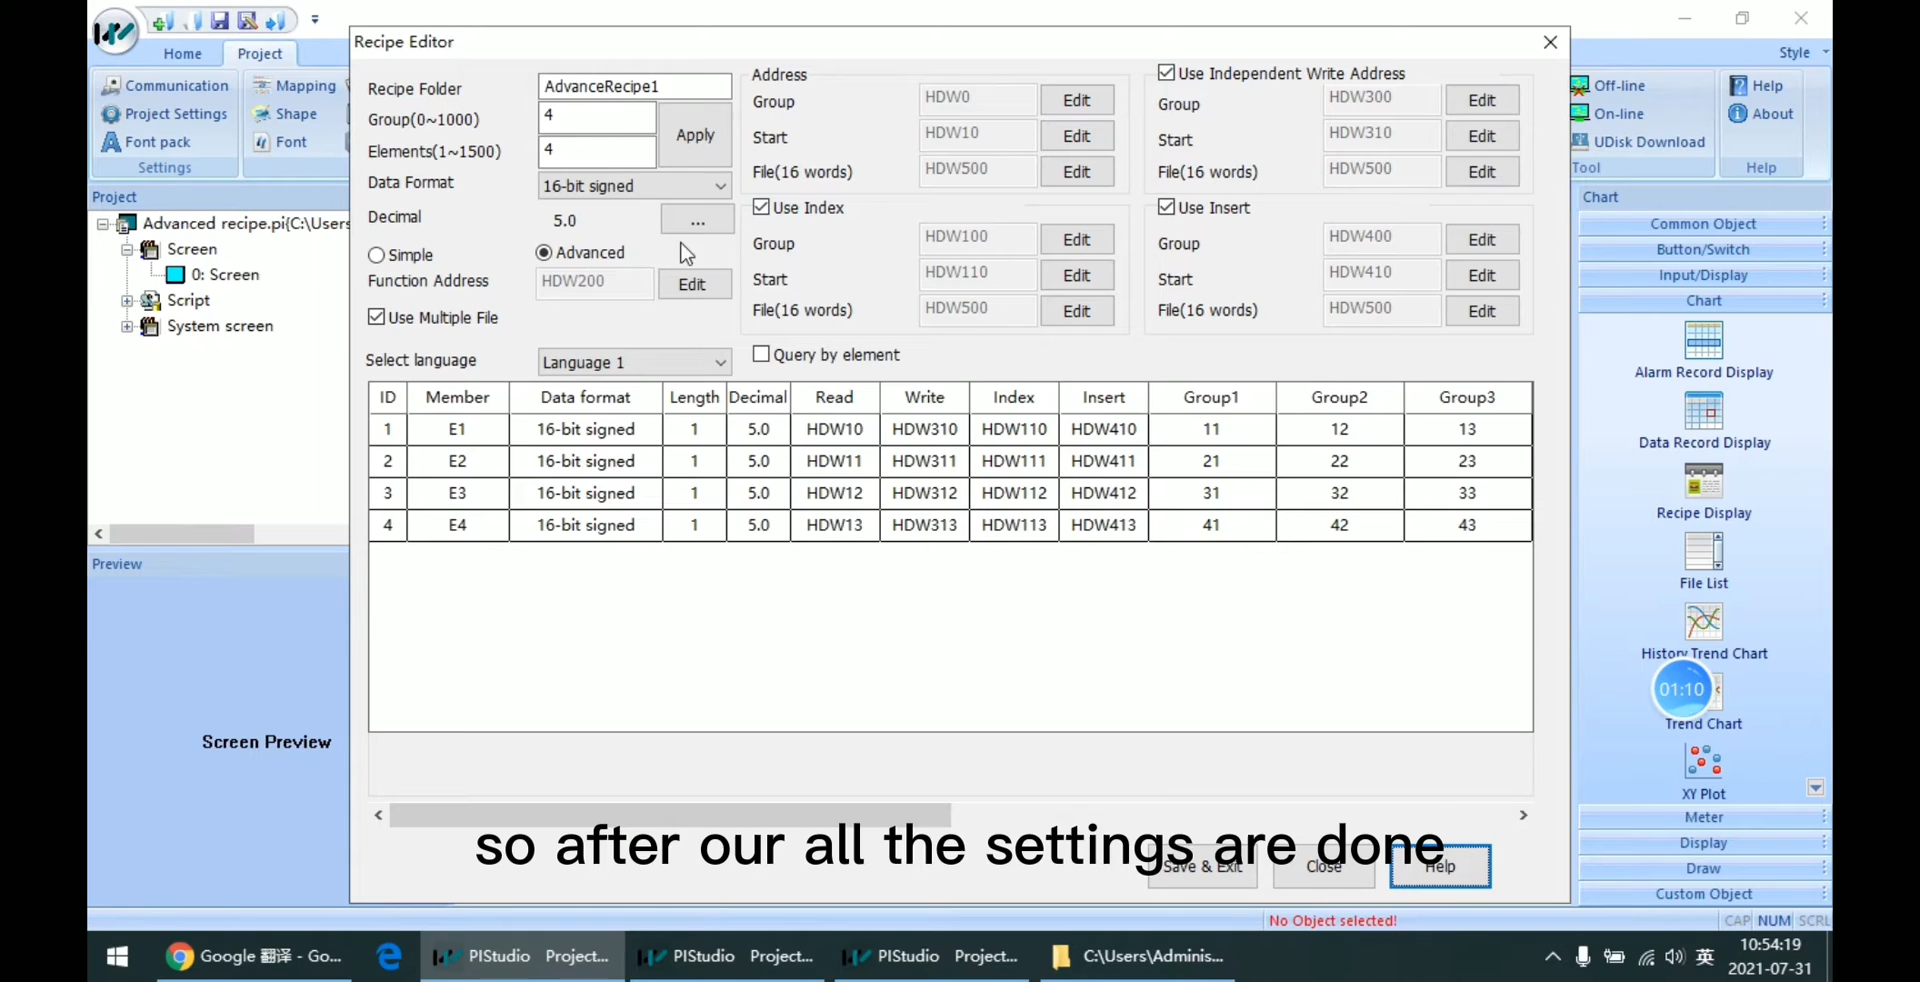 Recipe Editor
Home
Project
Style
Communication
Mapping
Project Settings
Shape
Font pack
Font
Settings
Recipe Folder
AdvanceRecipe1
Group(0~1000)
4
Apply
Elements(1~1500)
4
Data Format
16-bit signed
Decimal
5.0
...
Simple
Advanced
Function Address
HDW200
Edit
Use Multiple File
Select language
Language 1
Address
Group
HDW0
Edit
Start
HDW10
Edit
File(16 words)
HDW500
Edit
Use Independent Write Address
Group
HDW300
Edit
Start
HDW310
Edit
File(16 words)
HDW500
Edit
Use Index
Group
HDW100
Edit
Start
HDW110
Edit
File(16 words)
HDW500
Edit
Use Insert
Group
HDW400
Edit
Start
HDW410
Edit
File(16 words)
HDW500
Edit
Query by element
ID Member Data format Length Decimal Read Write Index Insert Group1 Group2 Group3
1 E1 16-bit signed 1 5.0 HDW10 HDW310 HDW110 HDW410 11 12 13
2 E2 16-bit signed 1 5.0 HDW11 HDW311 HDW111 HDW411 21 22 23
3 E3 16-bit signed 1 5.0 HDW12 HDW312 HDW112 HDW412 31 32 33
4 E4 16-bit signed 1 5.0 HDW13 HDW313 HDW113 HDW413 41 42 43
Save & Exit
Close
Help
so after our all the settings are done
Project
Advanced recipe.pi{C:\Users
Screen
0: Screen
Script
System screen
Preview
Screen Preview
Off-line
On-line
UDisk Download
Tool
Help
About
Help
Chart
Common Object
Button/Switch
Input/Display
Chart
Alarm Record Display
Data Record Display
Recipe Display
File List
History Trend Chart
01:10
Trend Chart
XY Plot
Meter
Display
Draw
Custom Object
No Object selected!
CAP NUM SCRL
Google 翻译 - Go...
PIStudio Project...
PIStudio Project...
PIStudio Project...
C:\Users\Adminis...
英
10:54:19
2021-07-31